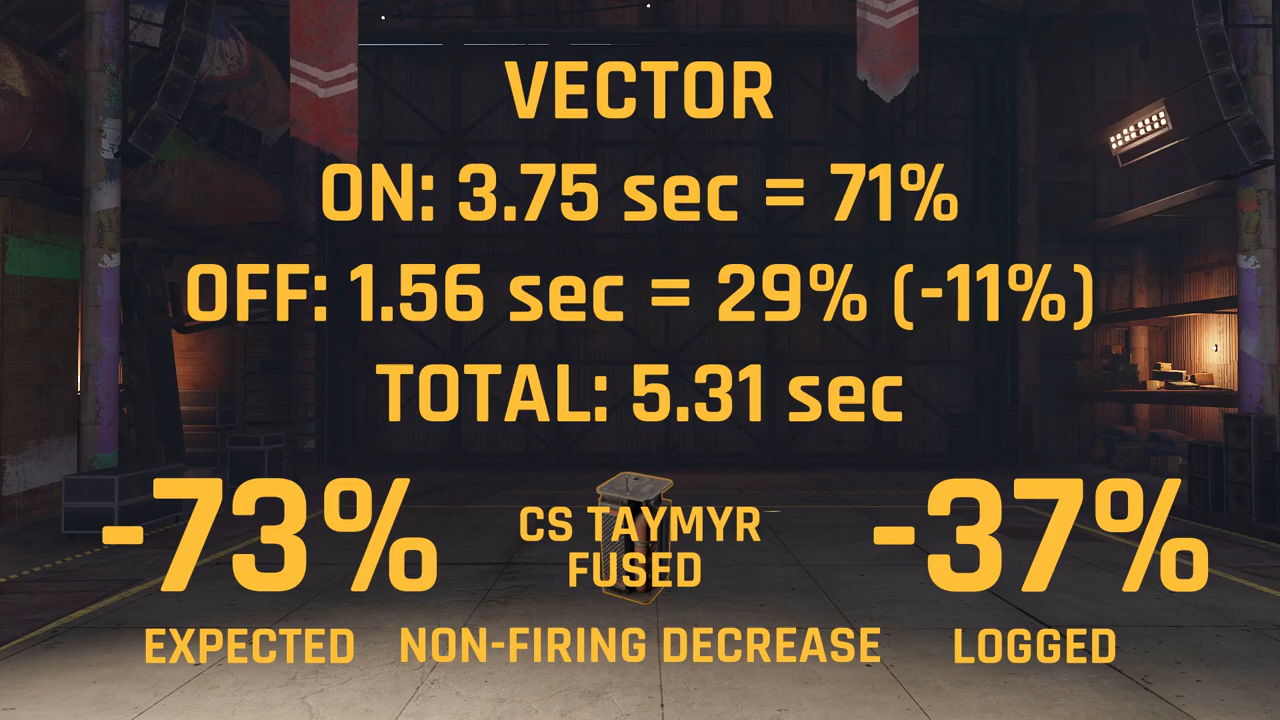 VECTOR
ON: 3.75 sec = 71%
OFF: 1.56 sec = 29% (-11%)
TOTAL: 5.31 sec
-73% CS TAYMYR -37%
FUSED
EXPECTED NON-FIRING DECREASE LOGGED